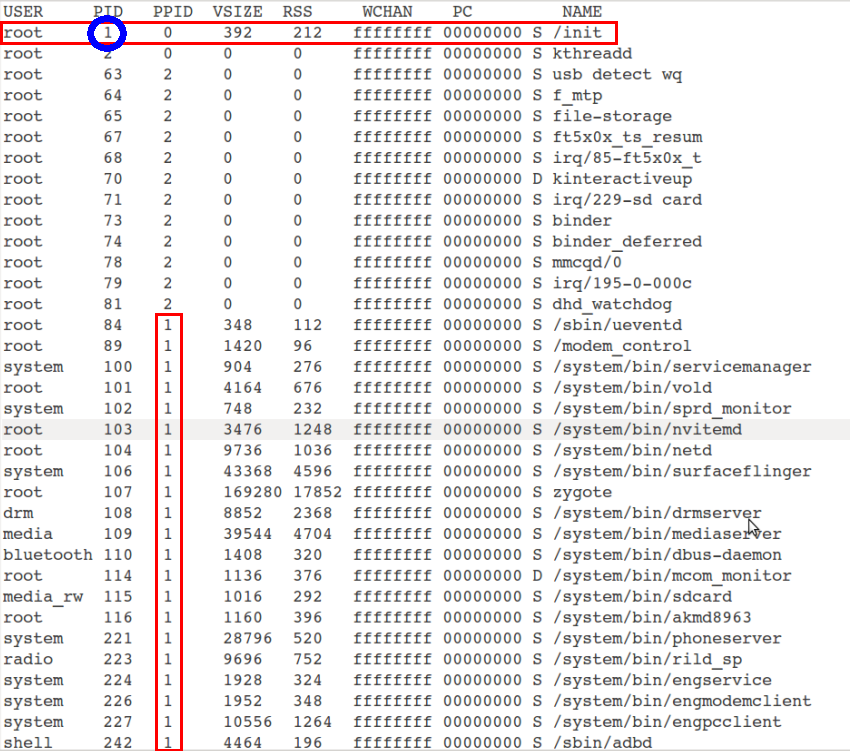 USER PID PPID VSIZE RSS WCHAN PC NAME
root 1 0 392 212 ffffffff 00000000 S /init
root 2 0 0 0 ffffffff 00000000 S kthreadd
root 63 2 0 0 ffffffff 00000000 S usb detect wq
root 64 2 0 0 ffffffff 00000000 S f_mtp
root 65 2 0 0 ffffffff 00000000 S file-storage
root 67 2 0 0 ffffffff 00000000 S ft5x0x_ts_resum
root 68 2 0 0 ffffffff 00000000 S irq/85-ft5x0x_t
root 70 2 0 0 ffffffff 00000000 D kinteractiveup
root 71 2 0 0 ffffffff 00000000 S irq/229-sd card
root 73 2 0 0 ffffffff 00000000 S binder
root 74 2 0 0 ffffffff 00000000 S binder_deferred
root 78 2 0 0 ffffffff 00000000 S mmcqd/0
root 79 2 0 0 ffffffff 00000000 S irq/195-0-000c
root 81 2 0 0 ffffffff 00000000 S dhd_watchdog
root 84 1 348 112 ffffffff 00000000 S /sbin/ueventd
root 89 1 1420 96 ffffffff 00000000 S /modem_control
system 100 1 904 276 ffffffff 00000000 S /system/bin/servicemanager
root 101 1 4164 676 ffffffff 00000000 S /system/bin/vold
system 102 1 748 232 ffffffff 00000000 S /system/bin/sprd_monitor
root 103 1 3476 1248 ffffffff 00000000 S /system/bin/nvitemd
root 104 1 9736 1036 ffffffff 00000000 S /system/bin/netd
system 106 1 43368 4596 ffffffff 00000000 S /system/bin/surfaceflinger
root 107 1 169280 17852 ffffffff 00000000 S zygote
drm 108 1 8852 2368 ffffffff 00000000 S /system/bin/drmserver
media 109 1 39544 4704 ffffffff 00000000 S /system/bin/mediaserver
bluetooth 110 1 1408 320 ffffffff 00000000 S /system/bin/dbus-daemon
root 114 1 1136 376 ffffffff 00000000 D /system/bin/mcom_monitor
media_rw 115 1 1016 292 ffffffff 00000000 S /system/bin/sdcard
root 116 1 1160 396 ffffffff 00000000 S /system/bin/akmd8963
system 221 1 28796 520 ffffffff 00000000 S /system/bin/phoneserver
radio 223 1 9696 752 ffffffff 00000000 S /system/bin/rild_sp
system 224 1 1928 324 ffffffff 00000000 S /system/bin/engservice
system 226 1 1952 348 ffffffff 00000000 S /system/bin/engmodemclient
system 227 1 10556 1264 ffffffff 00000000 S /system/bin/engpcclient
shell 242 1 4464 196 ffffffff 00000000 S /sbin/adbd